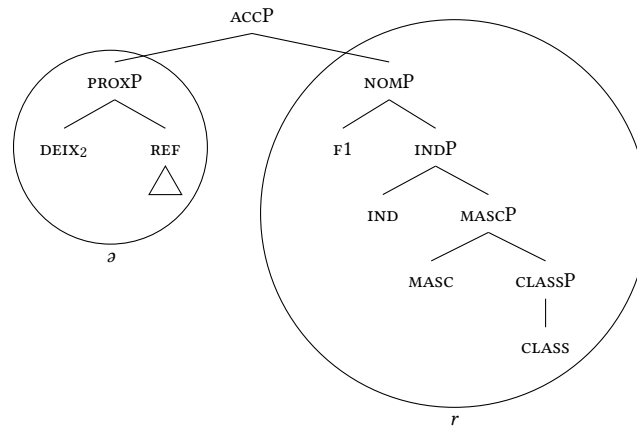 ACCP
PROXP NOMP
DEIX2 REF F1 INDP
IND MASCP
ə
MASC CLASSP
CLASS
r